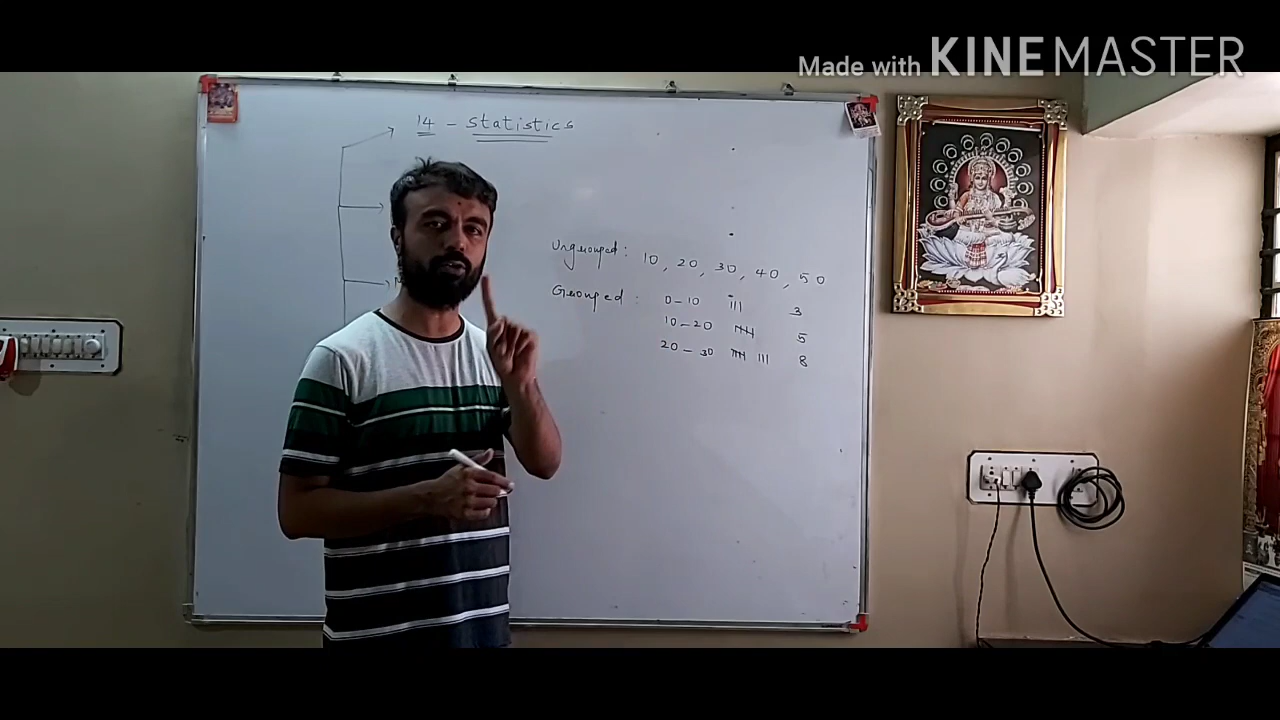 Made with KINEMASTER
14 - Statistics
Ungrouped : 10, 20, 30, 40, 50
Grouped : 0-10 III 3
10-20 IIII 5
20-30 IIII III 8